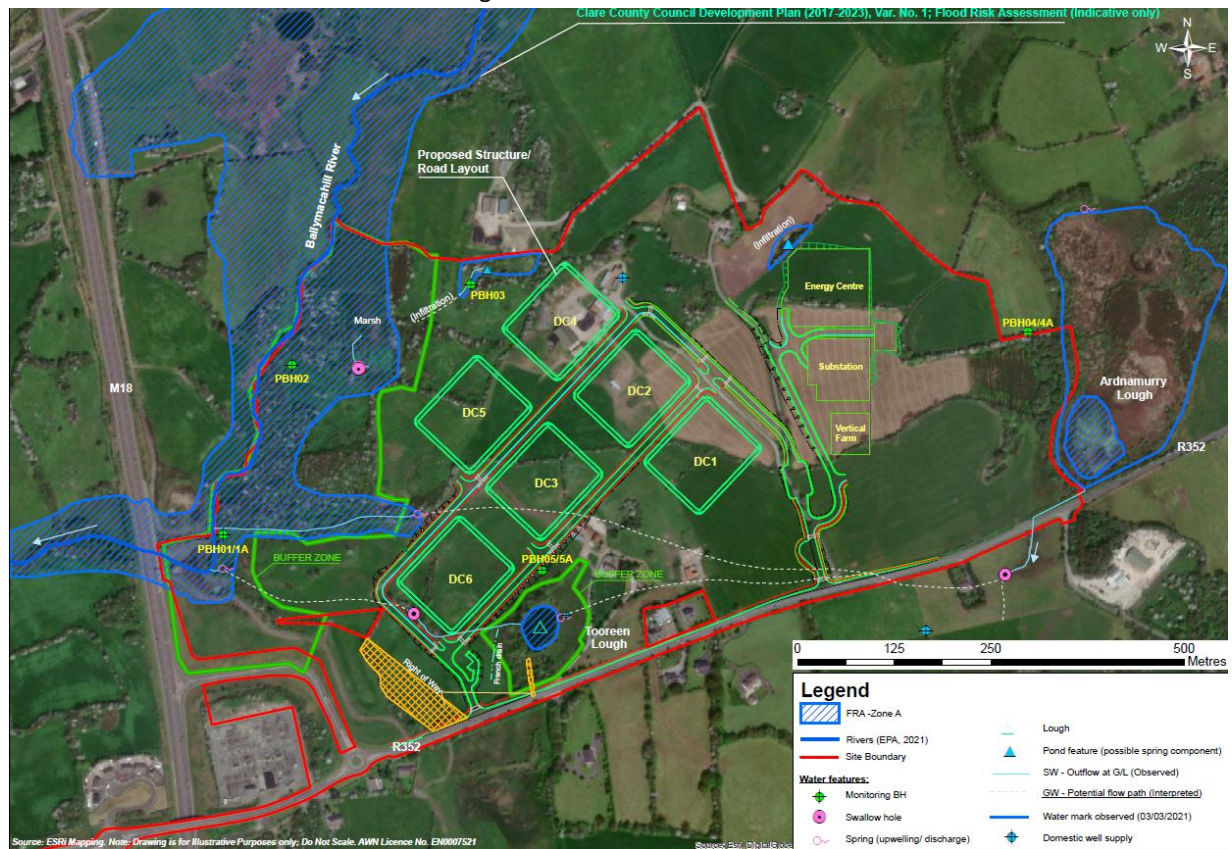 Clare County Council Development Plan (2017-2023), Var. No. 1; Flood Risk Assessment (Indicative only)
N
W
E
S
Ballymacahill River
Proposed Structure/
Road Layout
(Infiltration)
Energy Centre
PBH03
(Infiltration)
DC4
Marsh
PBH04/4A
PBH02
M18
DC2
Substation
Ardnamurry
Lough
DC5
Vertical
Farm
R352
DC1
DC3
PBH01/1A
BUFFER ZONE
PBH05/5A
BUFFER ZONE
DC6
Tooreen
Lough
French drain
Right of Way
R352
0 125 250 500
Metres
Legend
FRA -Zone A
Rivers (EPA, 2021)
Site Boundary
Water features:
Monitoring BH
Swallow hole
Spring (upwelling/ discharge)
Lough
Pond feature (possible spring component)
SW - Outflow at G/L (Observed)
GW - Potential flow path (Interpreted)
Water mark observed (03/03/2021)
Domestic well supply
Source: ESRi Mapping. Note: Drawing is for Illustrative Purposes only; Do Not Scale. AWN Licence No. EN0007521
Source: Esri, DigitalGlobe